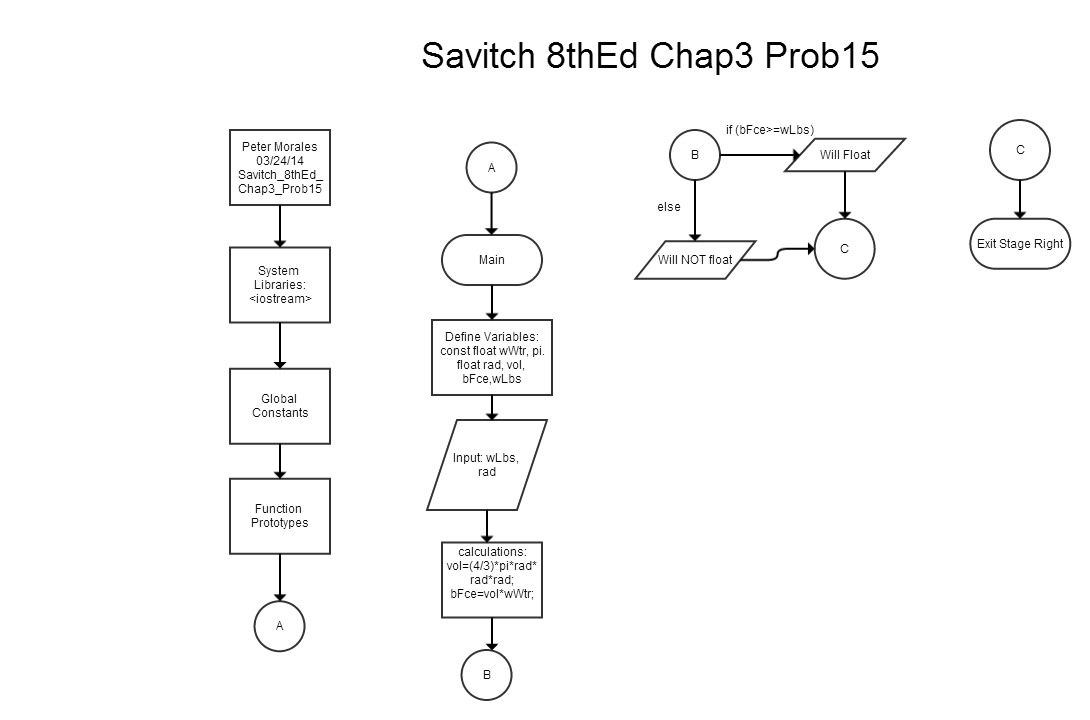 Savitch 8thEd Chap3 Prob15
Peter Morales
03/24/14
Savitch_8thEd_
Chap3_Prob15
System
Libraries:
<iostream>
Global
Constants
Function
Prototypes
A
A
Main
Define Variables:
const float wWtr, pi.
float rad, vol,
bFce,wLbs
Input: wLbs,
rad
calculations:
vol=(4/3)*pi*rad*
rad*rad;
bFce=vol*wWtr;
B
B
if (bFce>=wLbs)
Will Float
else
Will NOT float
C
C
Exit Stage Right